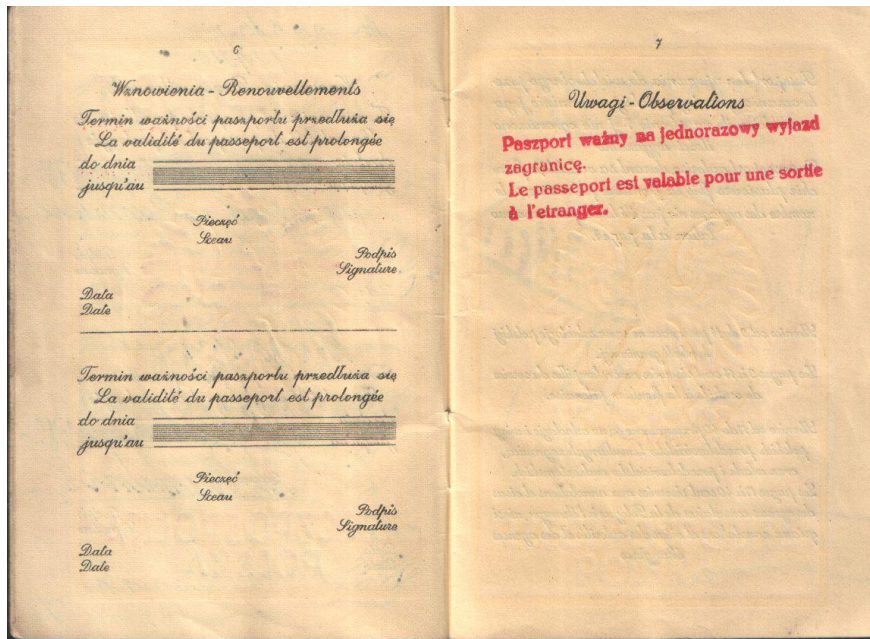 6
Wznowienia - Renouvellements
Termin ważności paszportu przedłuża się
La validité du passeport est prolongée
do dnia
jusqu'au
Pieczęć
Sceau
Podpis
Signature
Data
Date
Termin ważności paszportu przedłuża się
La validité du passeport est prolongée
do dnia
jusqu'au
Pieczęć
Sceau
Podpis
Signature
Data
Date
7
Uwagi - Observations
Paszport ważny na jednorazowy wyjazd
zagranicę.
Le passeport est valable pour une sortie
à l'etranger.